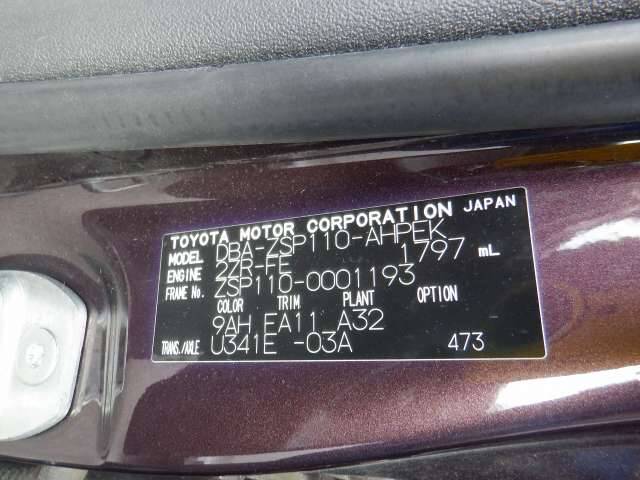 TOYOTA MOTOR CORPORATION JAPAN
MODEL DBA-ZSP110-AHPEK
ENGINE 2ZR-FE 1797 mL
FRAME No. ZSP110-0001193
COLOR TRIM PLANT OPTION
9AH EA11 A32
TRANS./AXLE U341E -03A 473